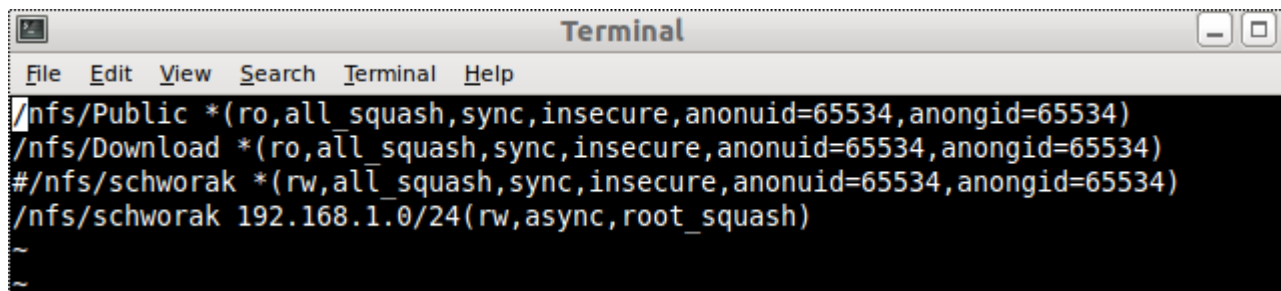 Terminal
File Edit View Search Terminal Help
/nfs/Public *(ro,all_squash,sync,insecure,anonuid=65534,anongid=65534)
/nfs/Download *(ro,all_squash,sync,insecure,anonuid=65534,anongid=65534)
#/nfs/schworak *(rw,all_squash,sync,insecure,anonuid=65534,anongid=65534)
/nfs/schworak 192.168.1.0/24(rw,async,root_squash)
~
~